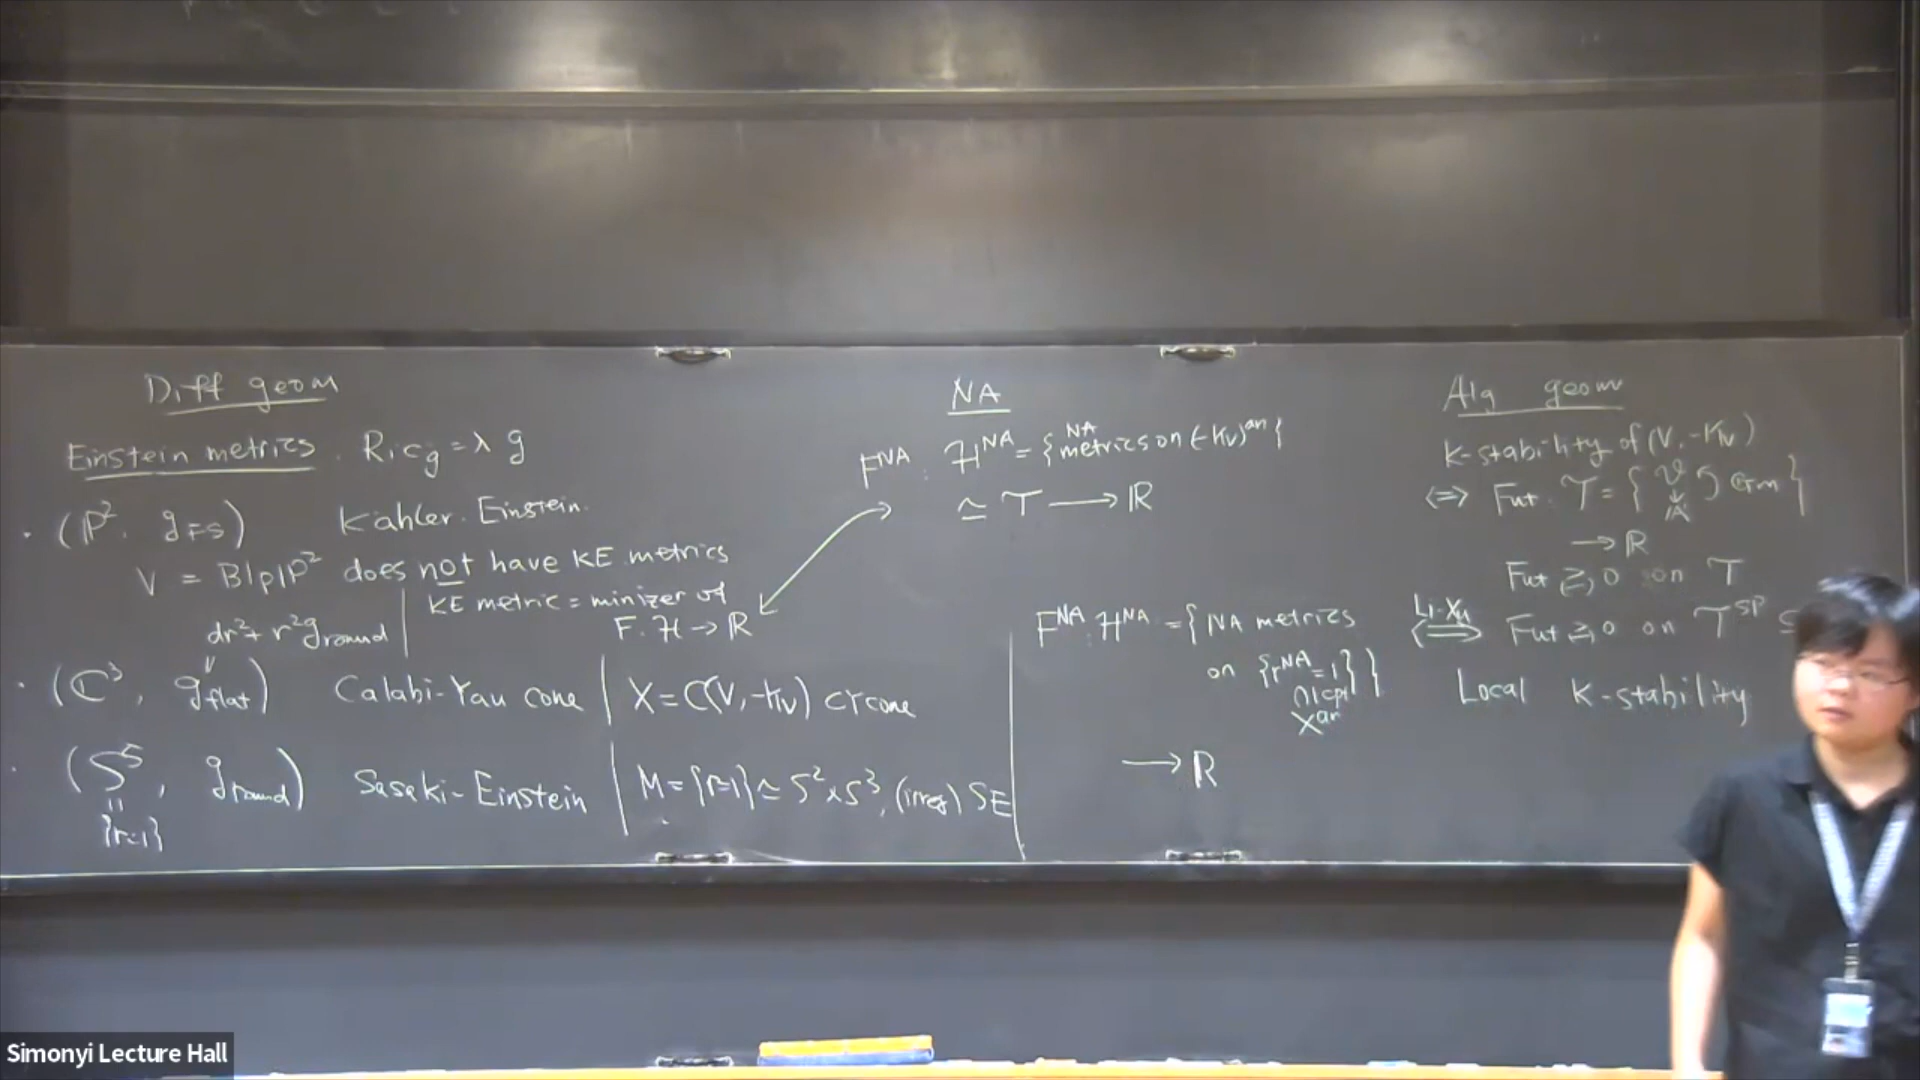 Diff geom
Einstein metrics. Ric_g = λ g
· (P², g_FS) Kähler-Einstein.
V = Bl_p P² does not have KE metrics
KE metric = minizer of
F: H → R
dr² + r² g_round
· (C³, g_flat) Calabi-Yau cone | X = C(V, -K_V) CY cone
· (S⁵, g_round) Sasaki-Einstein | M = {r=1} ≃ S² × S³, (irreg) SE
{r=1}
NA
F^NA : H^NA = { NA metrics on (-K_V)^an }
≃ T → R
F^NA : H^NA = { NA metrics
on {r^NA = 1} }
∩ cpt
X^an
→ R
Alg geom
K-stability of (V, -K_V)
<=> Fut : T = { ↓ A¹ ↺ G_m }
→ R
Fut ≥ 0 on T
Li-Xu <=> Fut ≥ 0 on T^SP
Local K-stability
Simonyi Lecture Hall